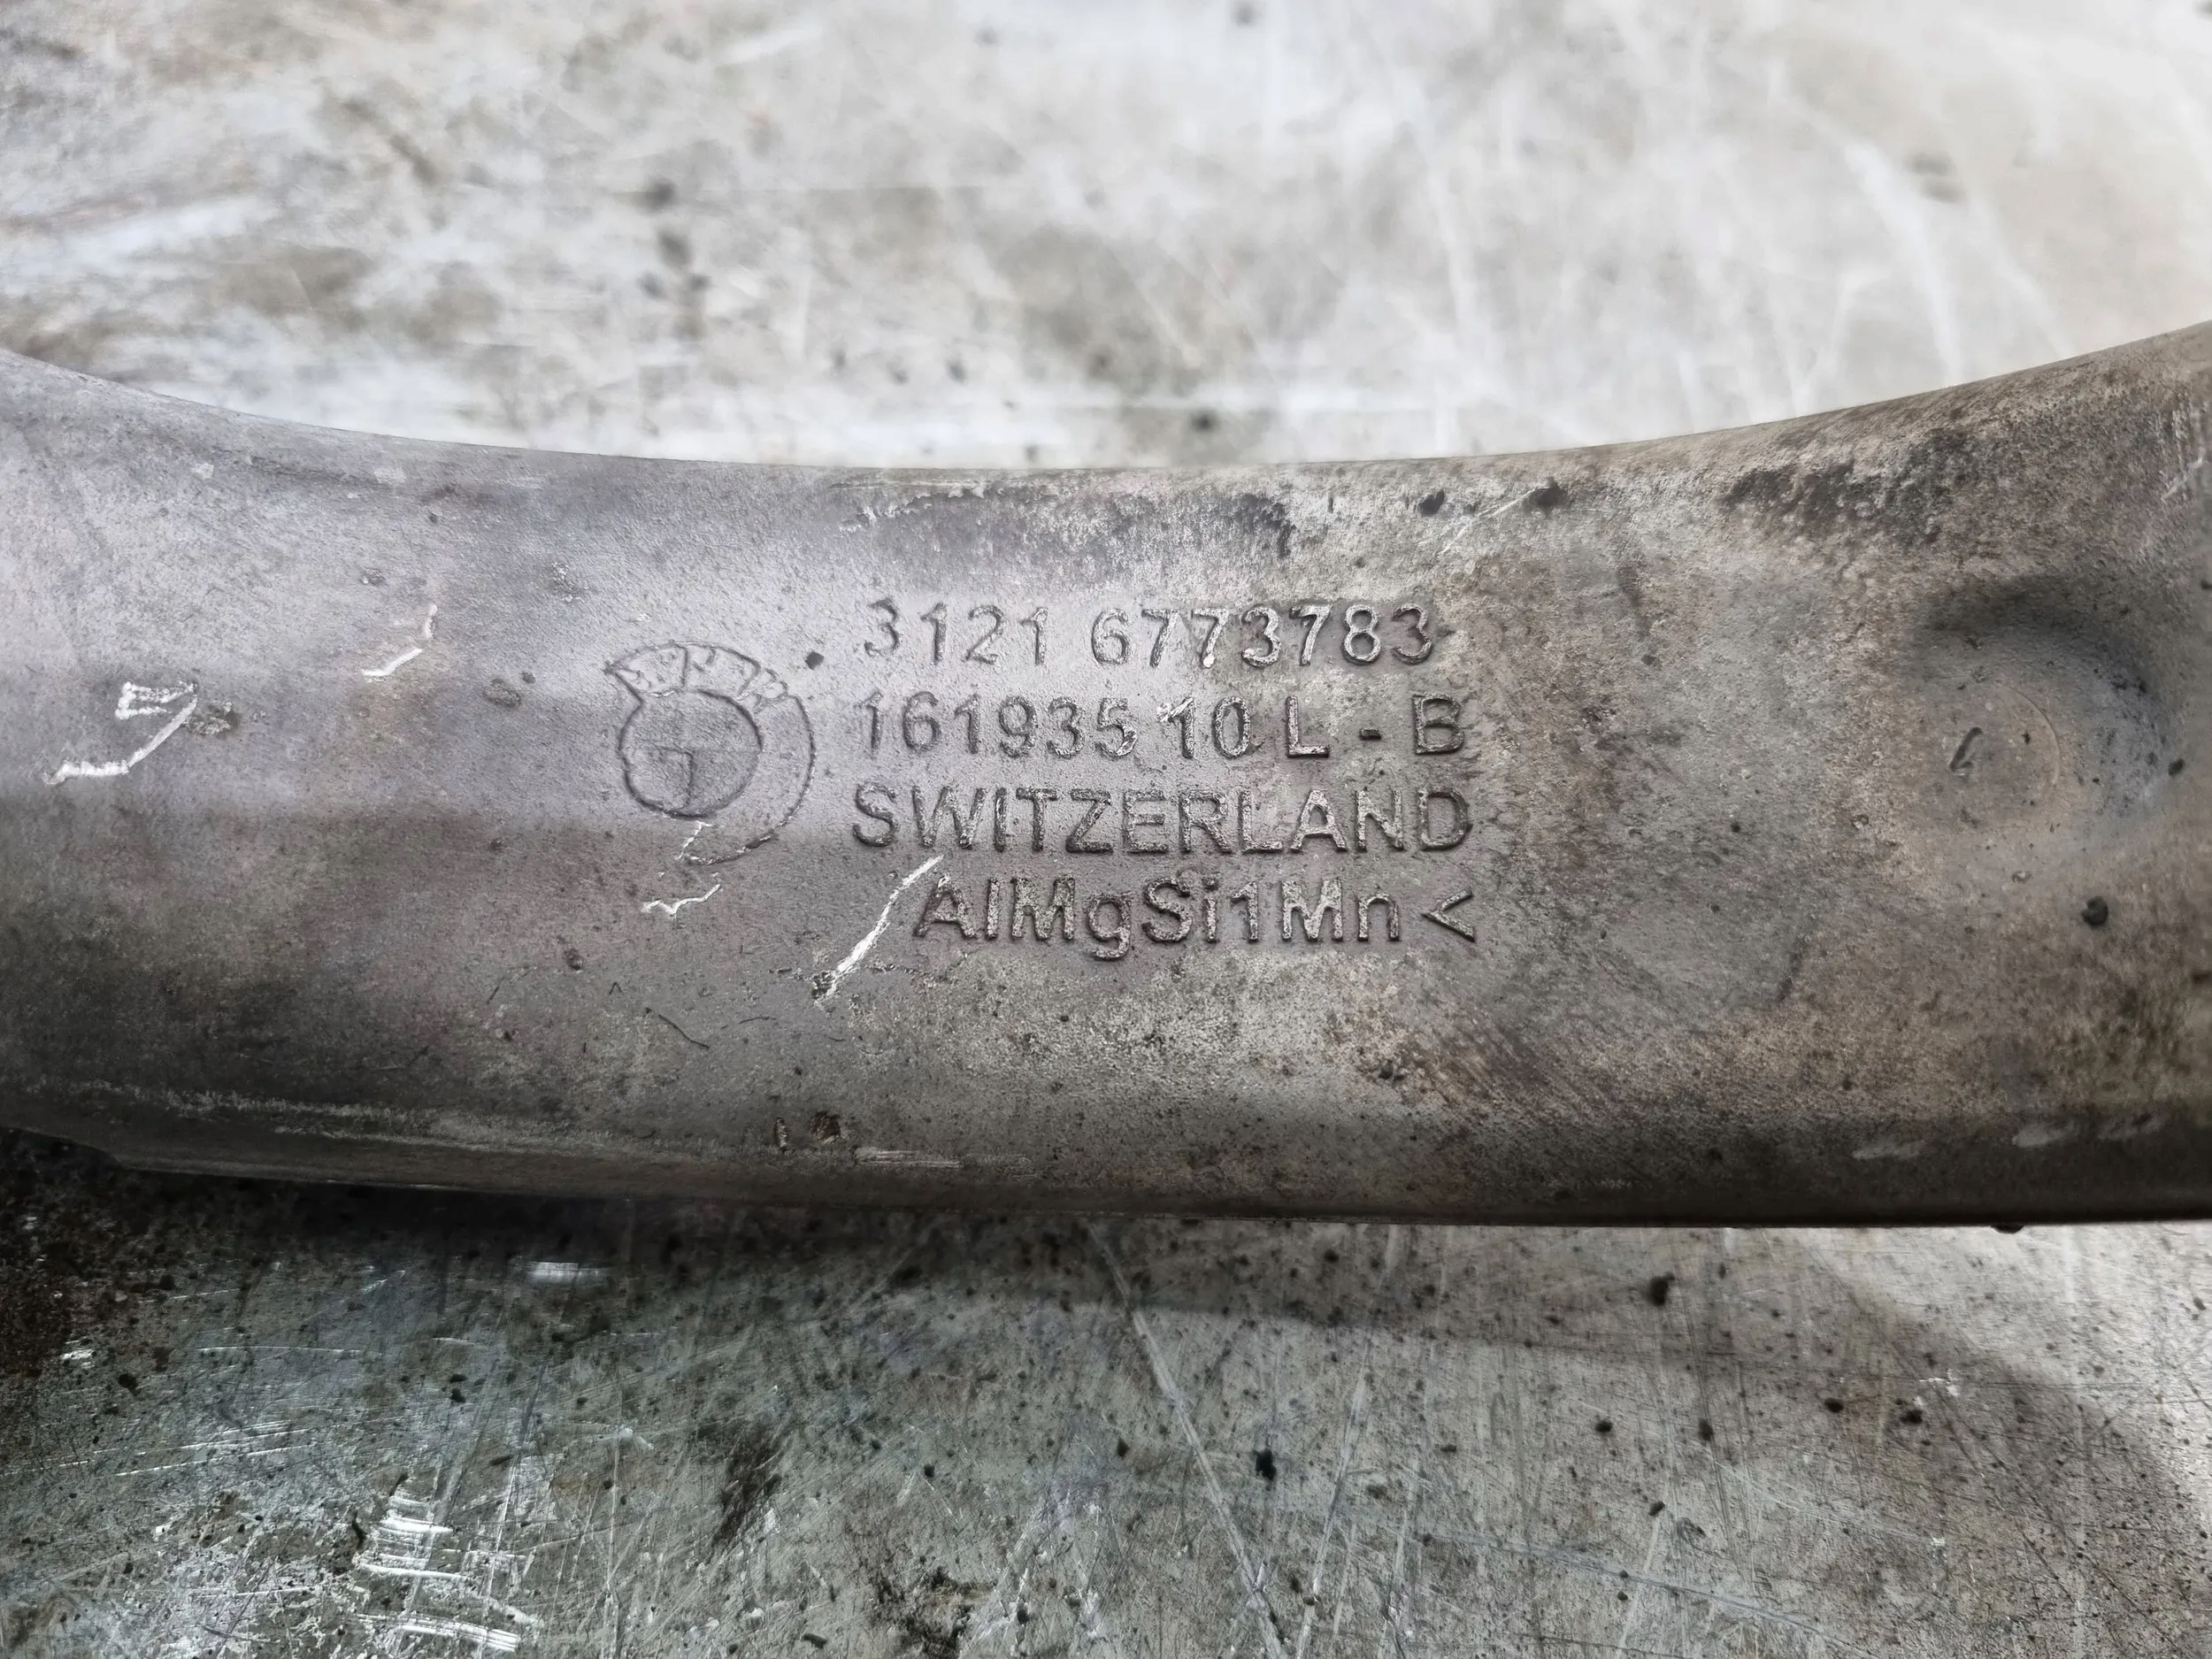 3121 6773783
161935 10 L - B
SWITZERLAND
AlMgSi1Mn <